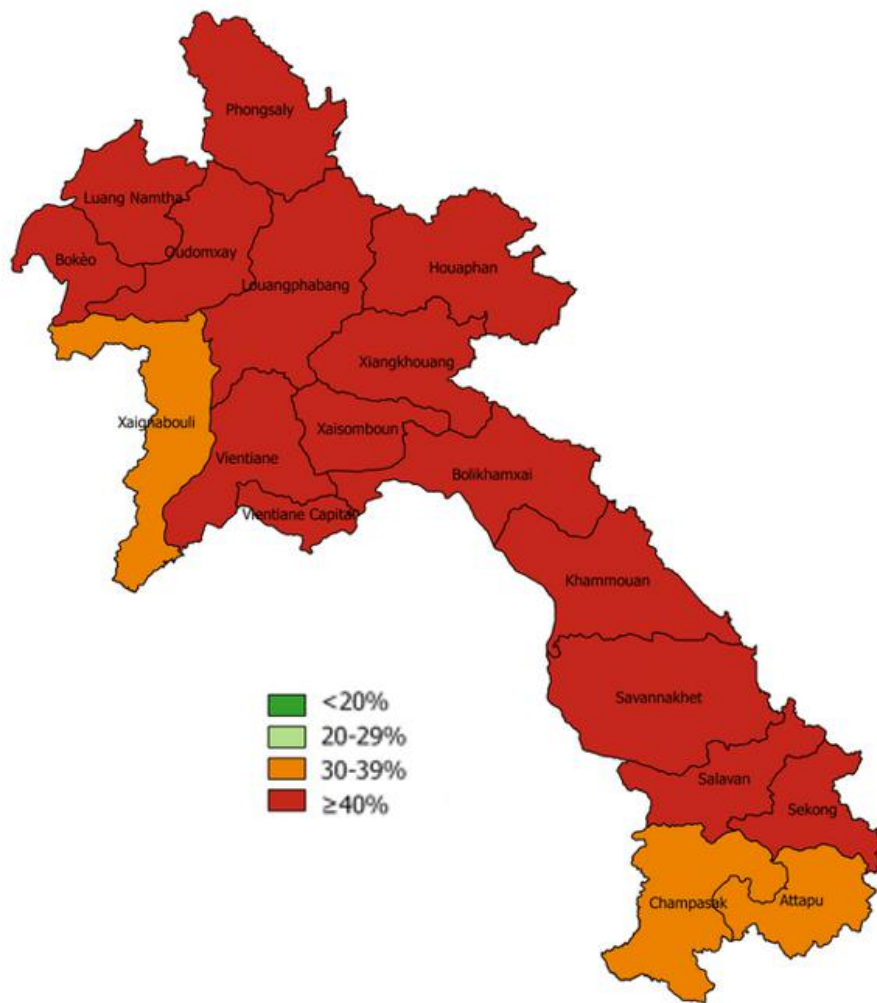 Phongsaly
Luang Namtha
Oudomxay
Bokèo
Louangphabang
Houaphan
Xiangkhouang
Xaignabouli
Xaisomboun
Vientiane
Bolikhamxai
Vientiane Capital
Khammouan
Savannakhet
<20%
20-29%
30-39%
≥40%
Salavan
Sekong
Champasak
Attapu